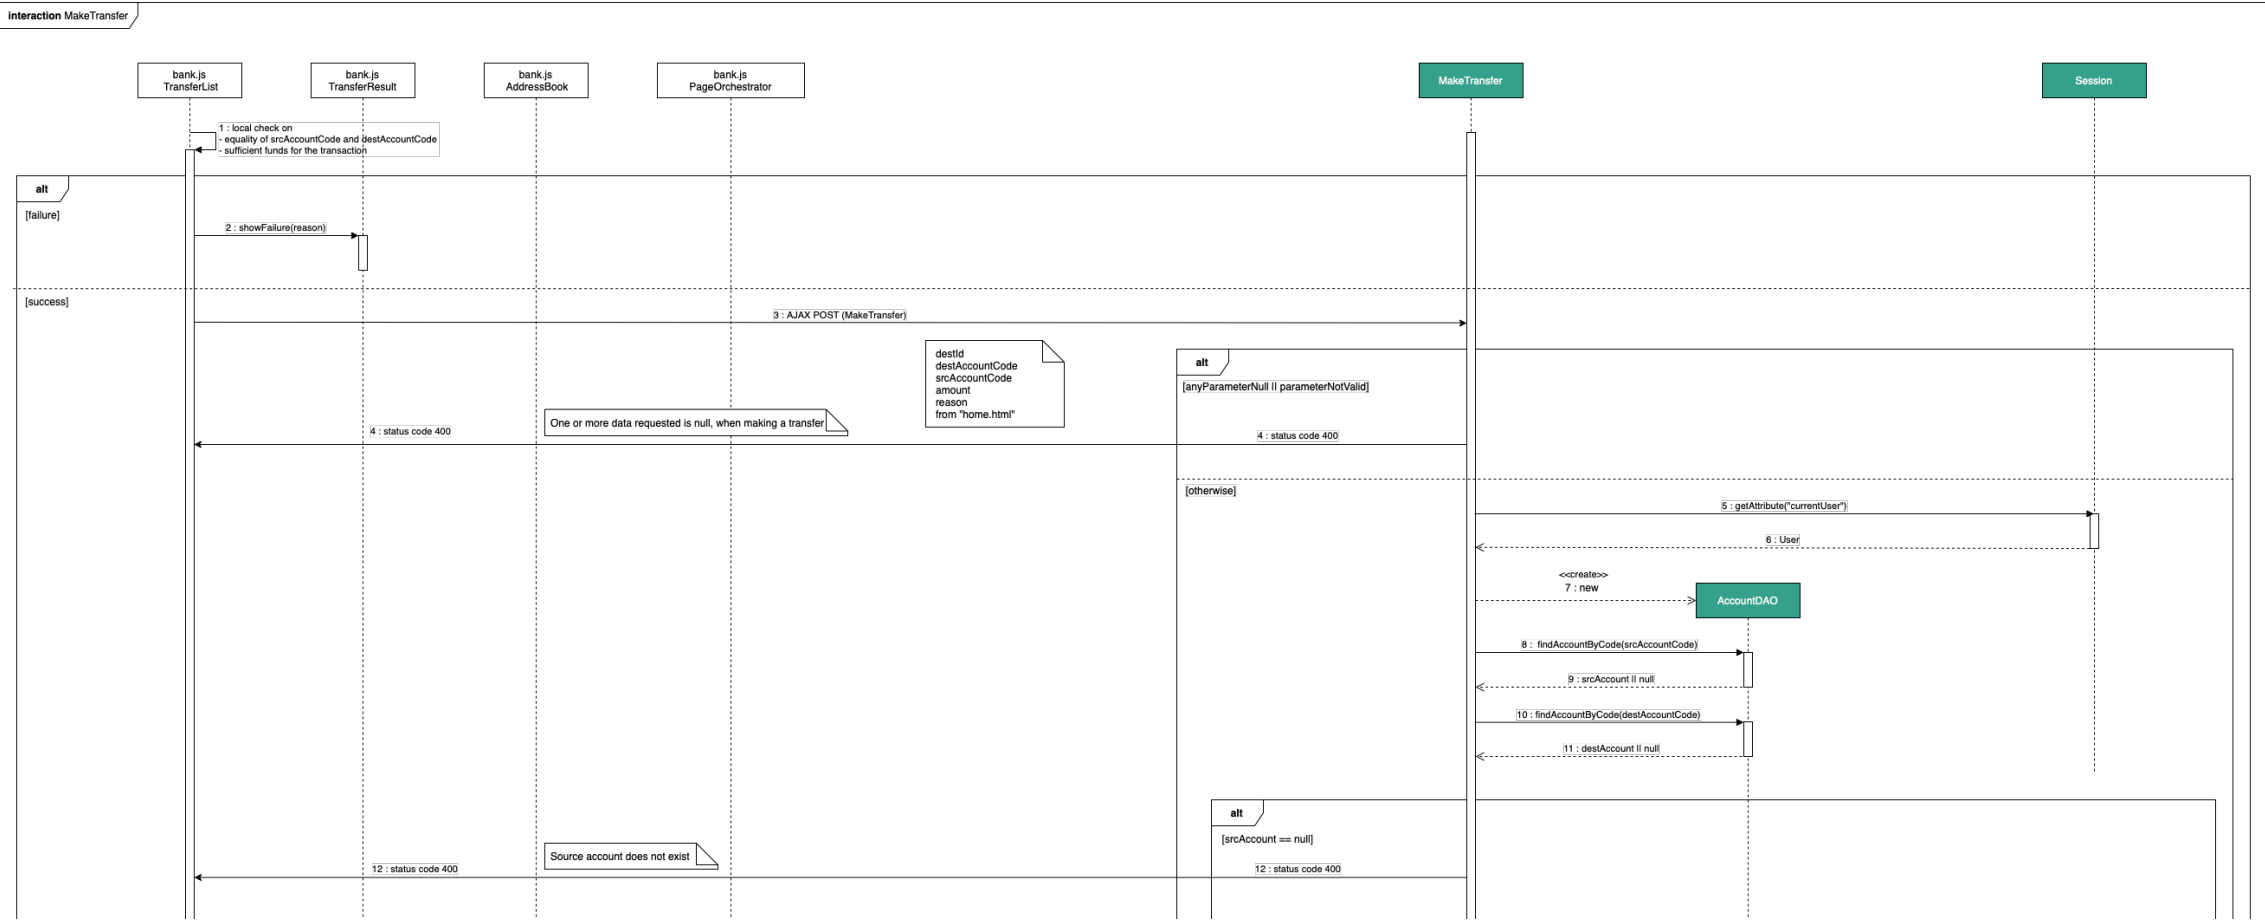 interaction MakeTransfer
bank.js
TransferList
bank.js
TransferResult
bank.js
AddressBook
bank.js
PageOrchestrator
MakeTransfer
Session
1 : local check on
- equality of srcAccountCode and destAccountCode
- sufficient funds for the transaction
alt
[failure]
2 : showFailure(reason)
[success]
3 : AJAX POST (MakeTransfer)
destId
destAccountCode
srcAccountCode
amount
reason
from "home.html"
alt
[anyParameterNull || parameterNotValid]
One or more data requested is null, when making a transfer
4 : status code 400
4 : status code 400
[otherwise]
5 : getAttribute("currentUser")
6 : User
<<create>>
7 : new
AccountDAO
8 : findAccountByCode(srcAccountCode)
9 : srcAccount || null
10 : findAccountByCode(destAccountCode)
11 : destAccount || null
alt
[srcAccount == null]
Source account does not exist
12 : status code 400
12 : status code 400